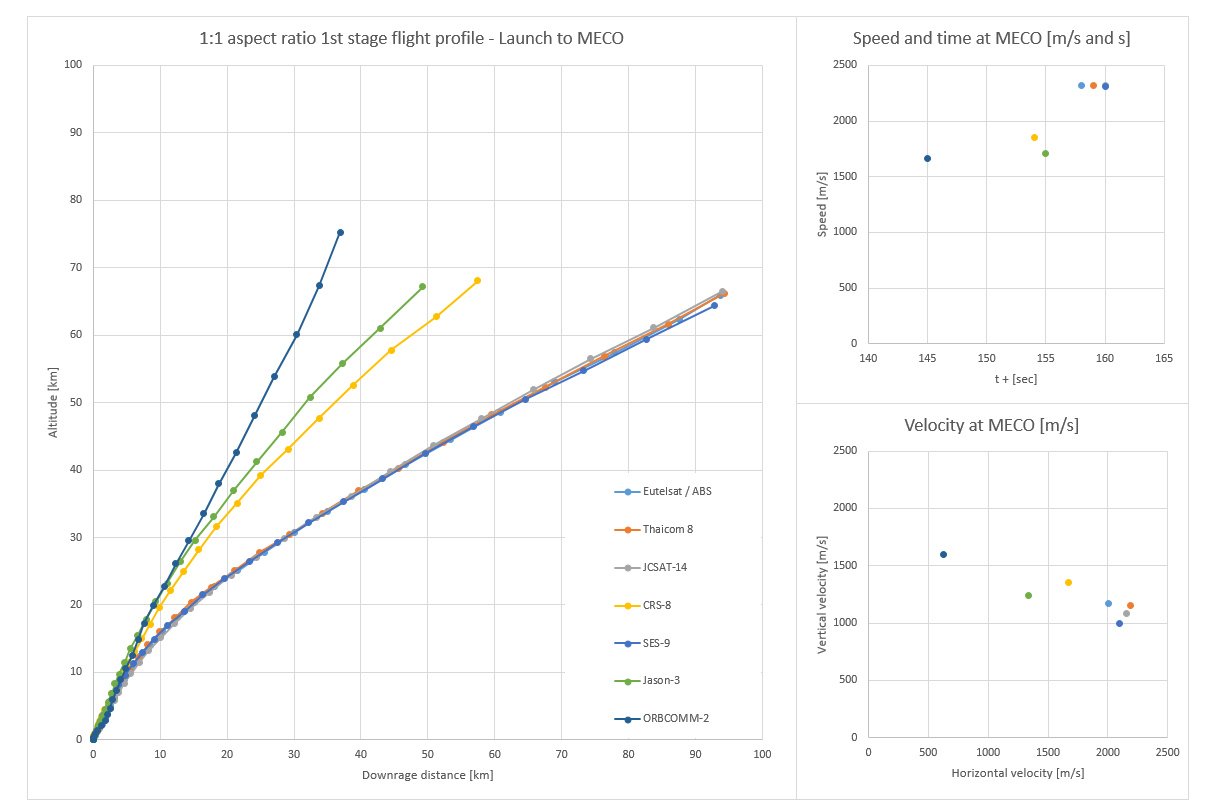 1:1 aspect ratio 1st stage flight profile - Launch to MECO
100
90
80
70
60
50
40
30
20
10
0
Altitude [km]
0 10 20 30 40 50 60 70 80 90 100
Downrage distance [km]
Eutelsat / ABS
Thaicom 8
JCSAT-14
CRS-8
SES-9
Jason-3
ORBCOMM-2
Speed and time at MECO [m/s and s]
2500
2000
1500
1000
500
0
Speed [m/s]
140 145 150 155 160 165
t + [sec]
Velocity at MECO [m/s]
2500
2000
1500
1000
500
0
Vertical velocity [m/s]
0 500 1000 1500 2000 2500
Horizontal velocity [m/s]